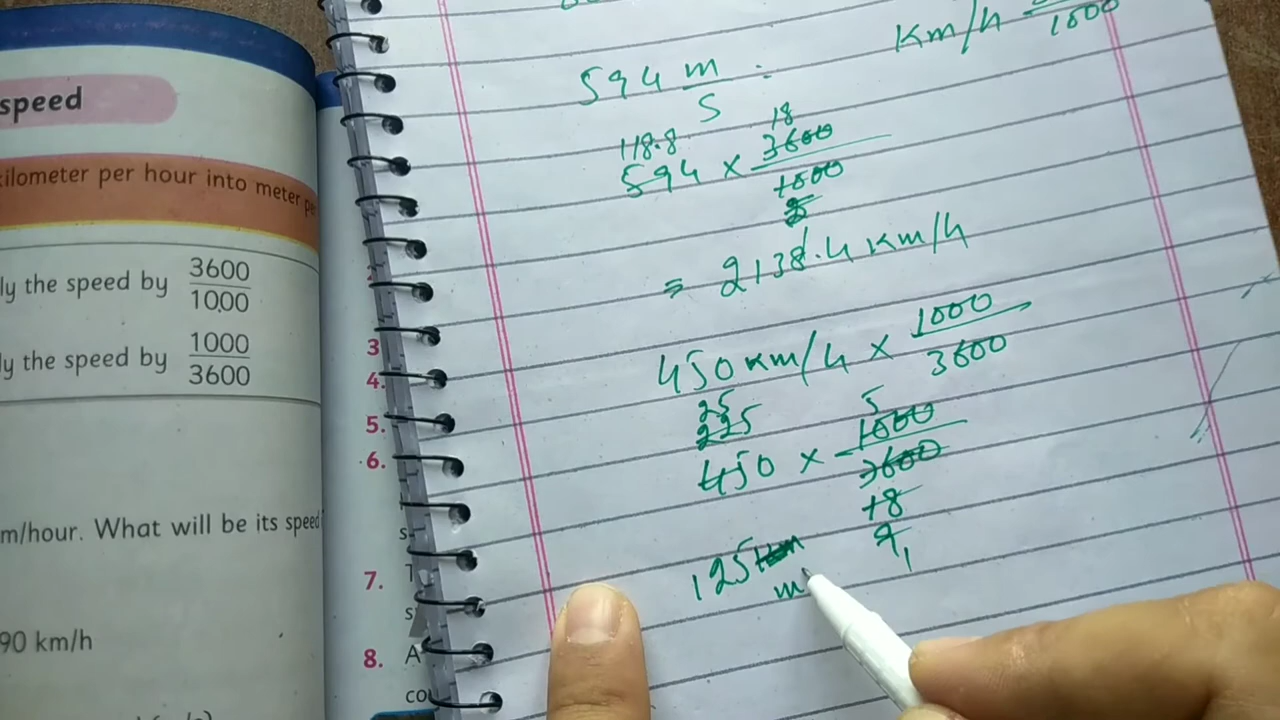 speed
kilometer per hour into meter pe
ly the speed by 3600
1000
ly the speed by 1000
3600
m/hour. What will be its speed
90 km/h
3
4.
5.
6.
s
7. T
s
8. A
cou
Km/h
1000
594 m :
s
118.8 18
594 × 3600
1000
5
= 2138.4 Km/h
450 km/h × 1000
3600
25 5
225
450 × 1000
3600
18
9 1
125
m